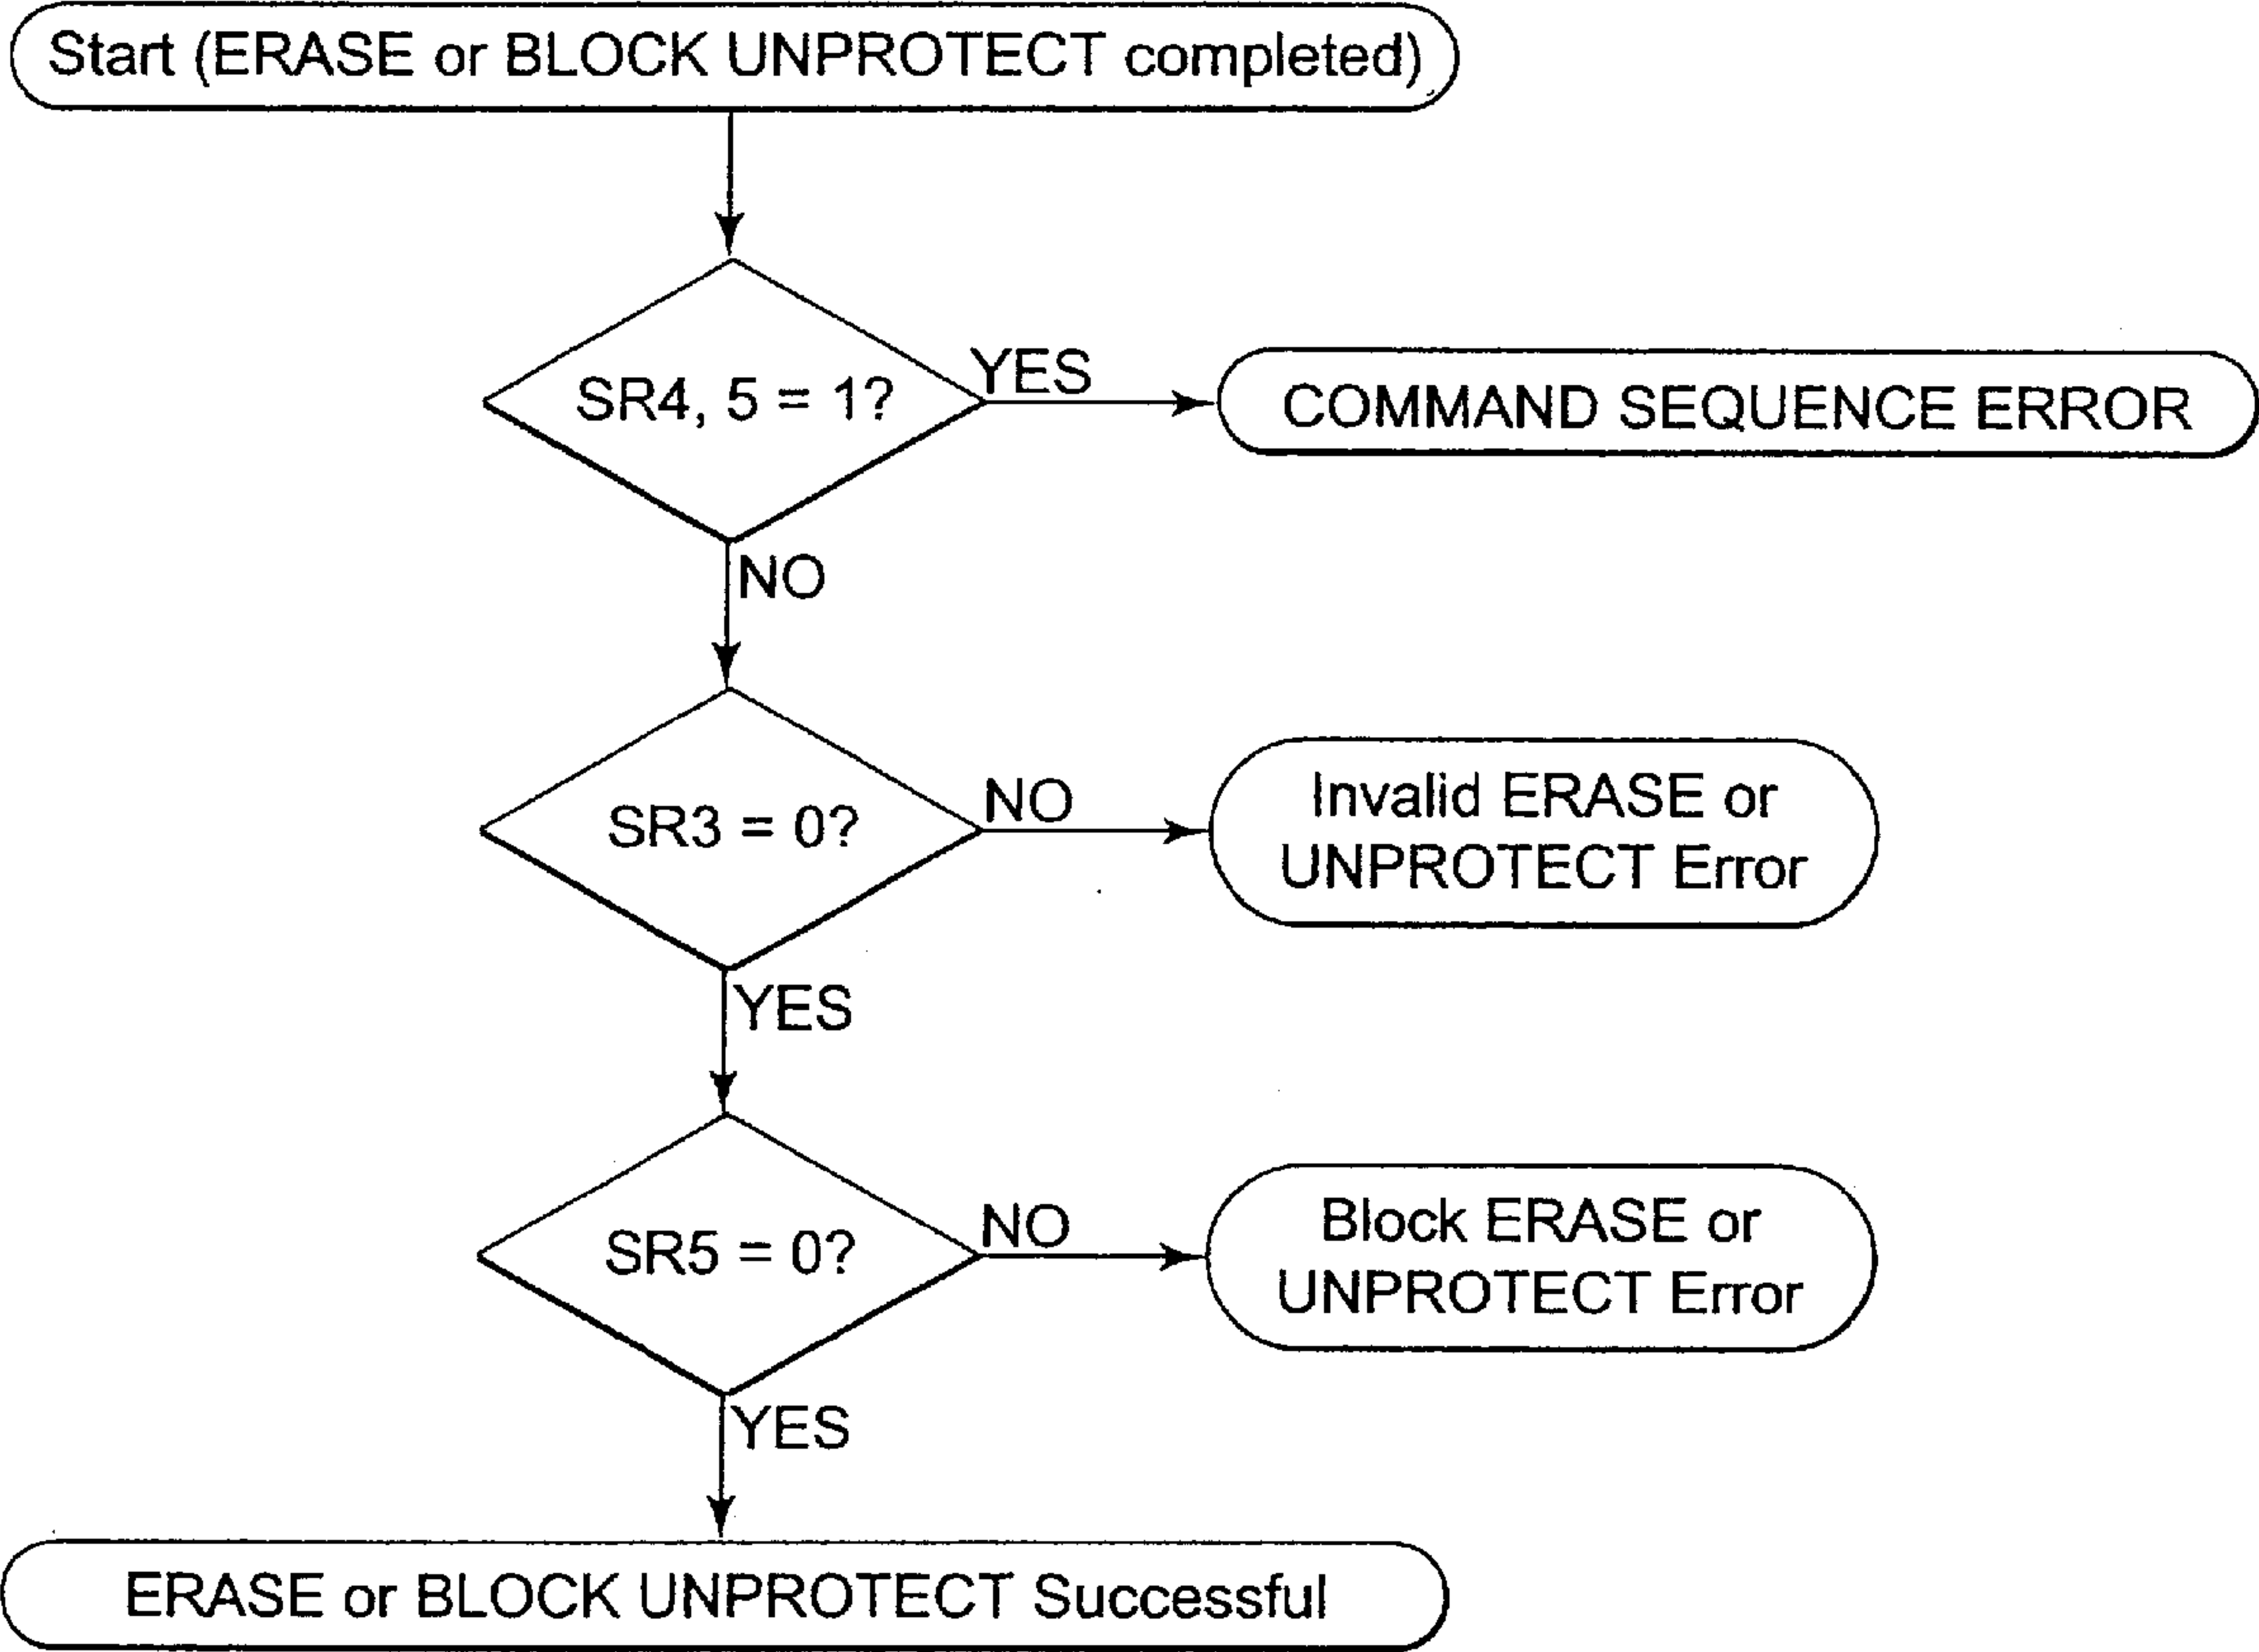 Start (ERASE or BLOCK UNPROTECT completed)
SR4, 5 = 1?
YES
COMMAND SEQUENCE ERROR
NO
SR3 = 0?
NO
Invalid ERASE or
UNPROTECT Error
YES
SR5 = 0?
NO
Block ERASE or
UNPROTECT Error
YES
ERASE or BLOCK UNPROTECT Successful